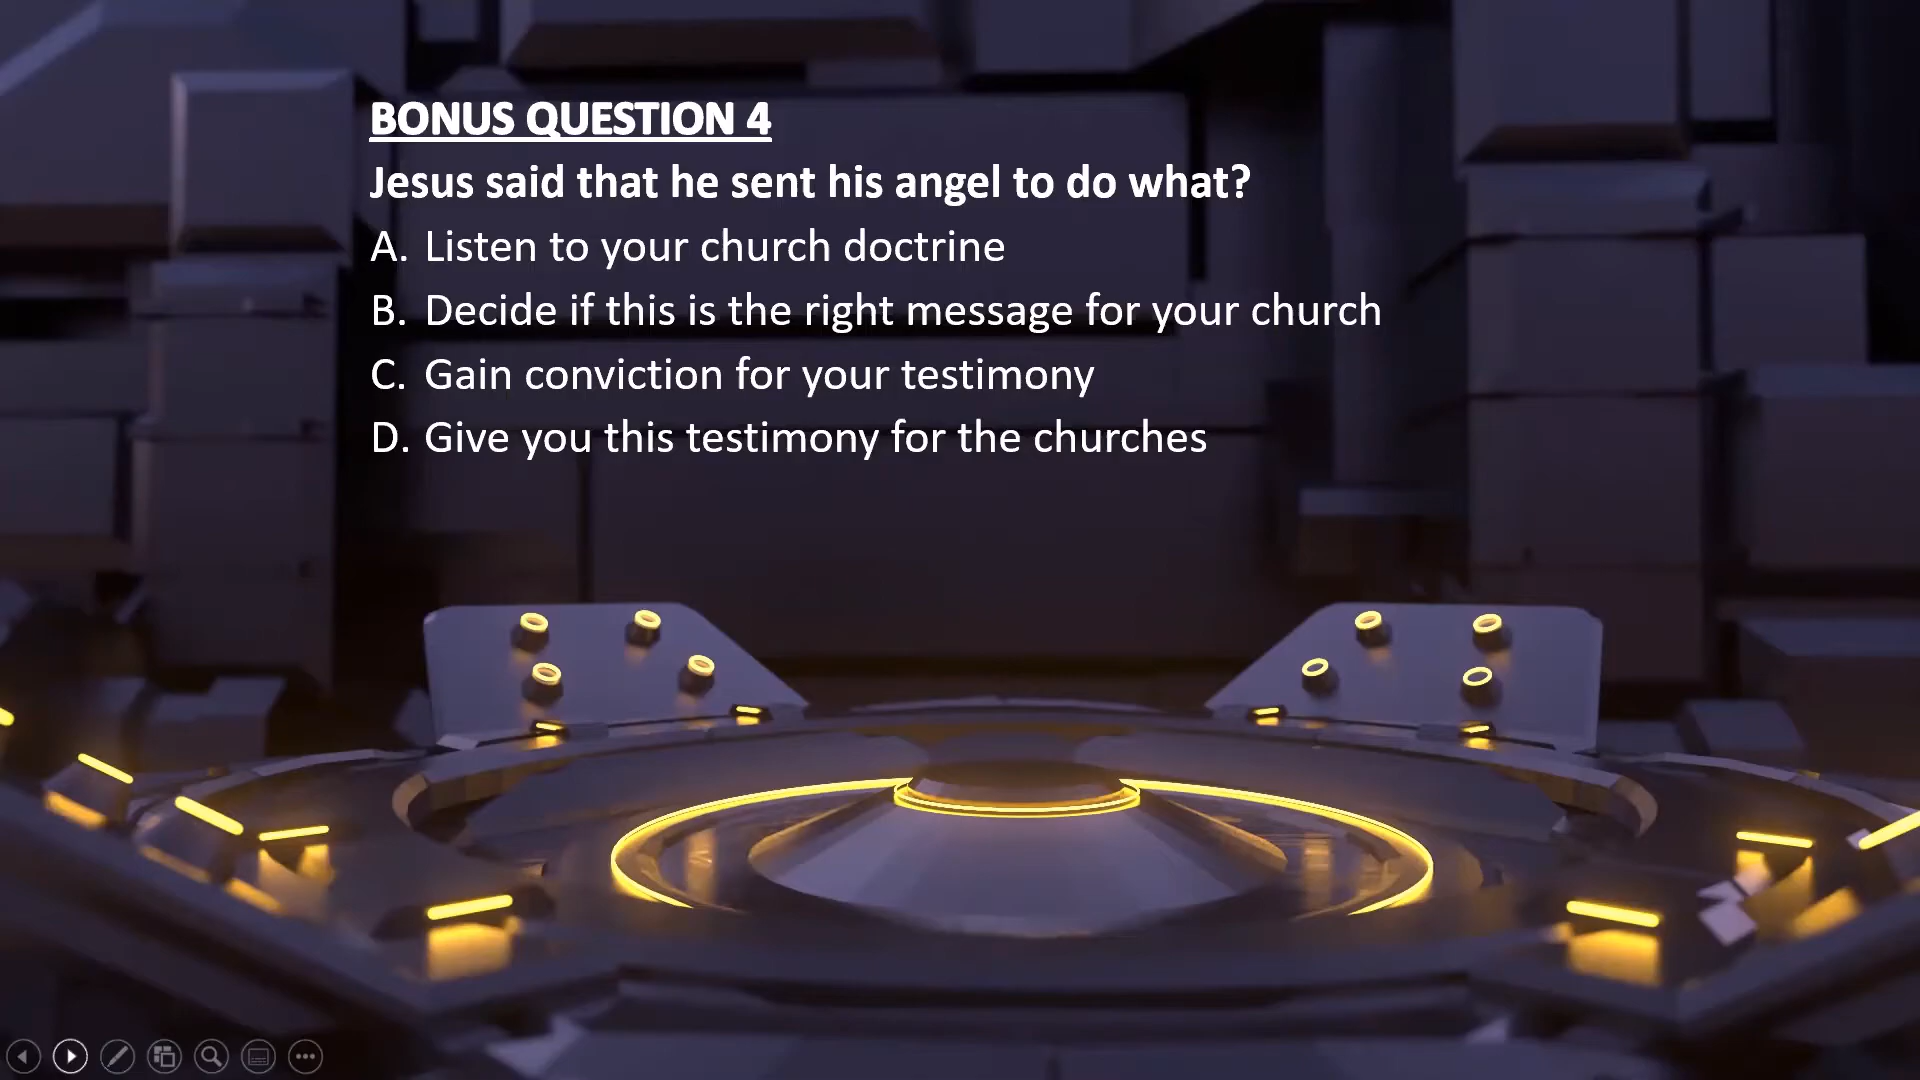 BONUS QUESTION 4
Jesus said that he sent his angel to do what?
A. Listen to your church doctrine
B. Decide if this is the right message for your church
C. Gain conviction for your testimony
D. Give you this testimony for the churches